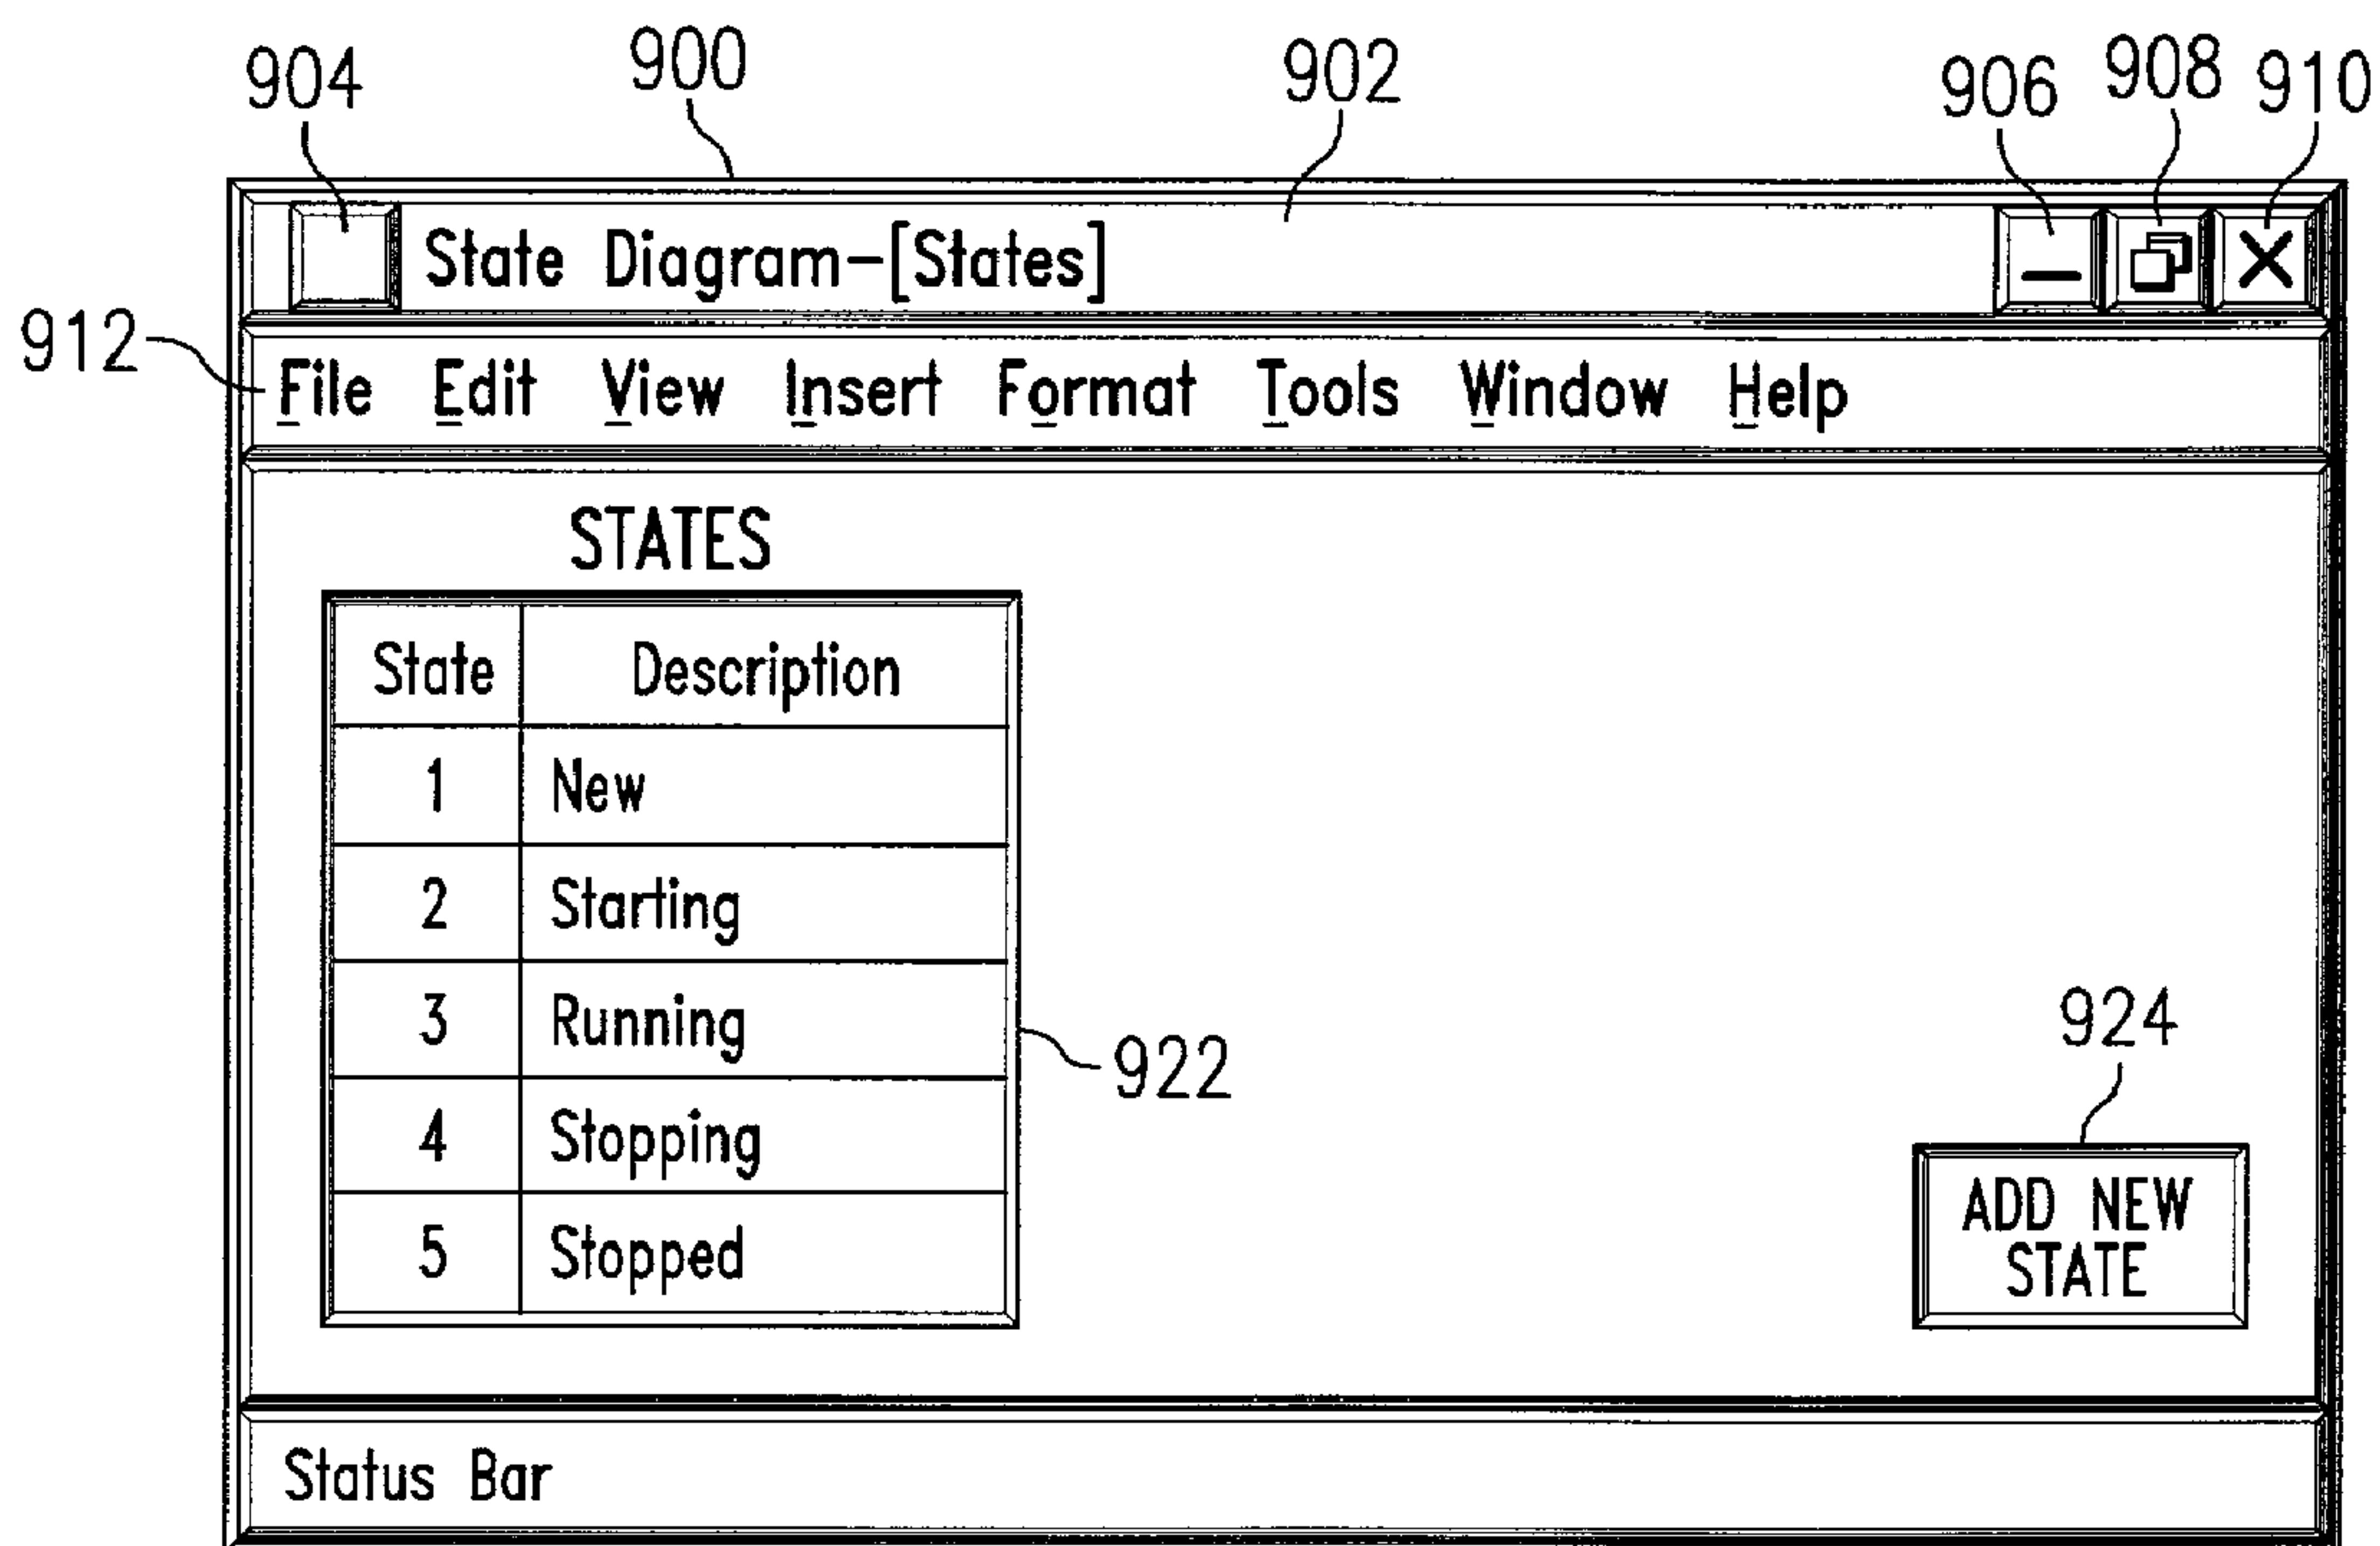 904 900 902 906 908 910
State Diagram-[States]
912
File Edit View Insert Format Tools Window Help
STATES
State Description
1 New
2 Starting
3 Running
922
924
4 Stopping
5 Stopped
ADD NEW
STATE
Status Bar